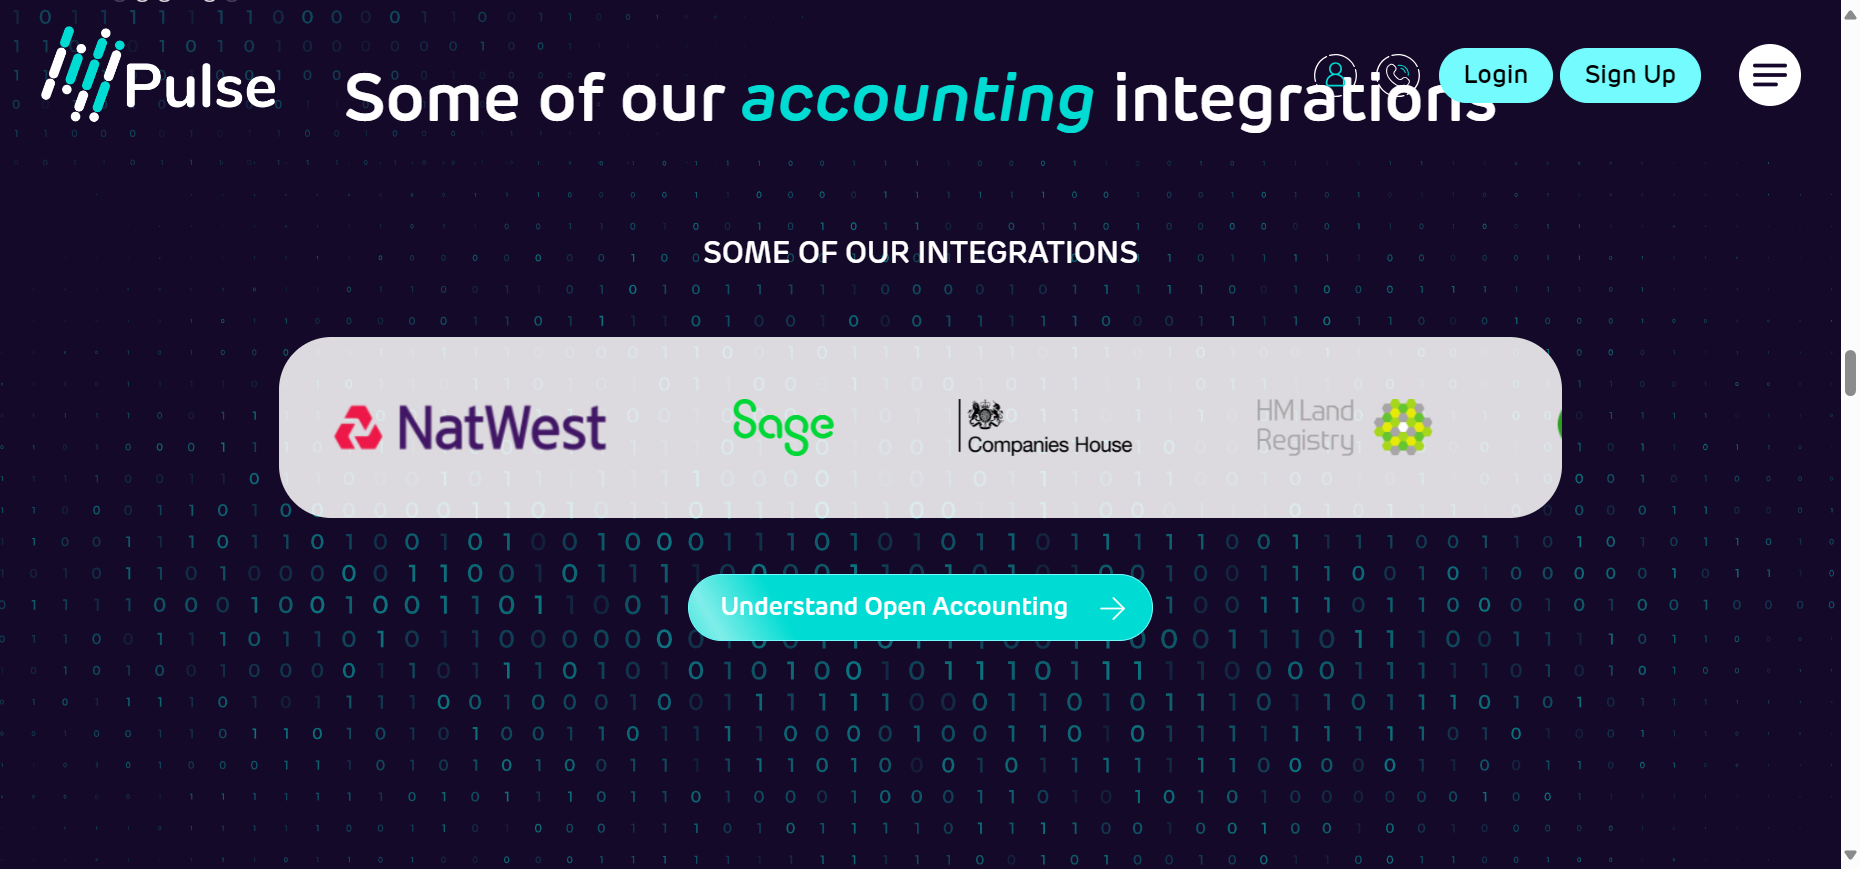 Pulse
Login
Sign Up
Some of our accounting integrations
SOME OF OUR INTEGRATIONS
NatWest
Sage
Companies House
HM Land
Registry
Understand Open Accounting